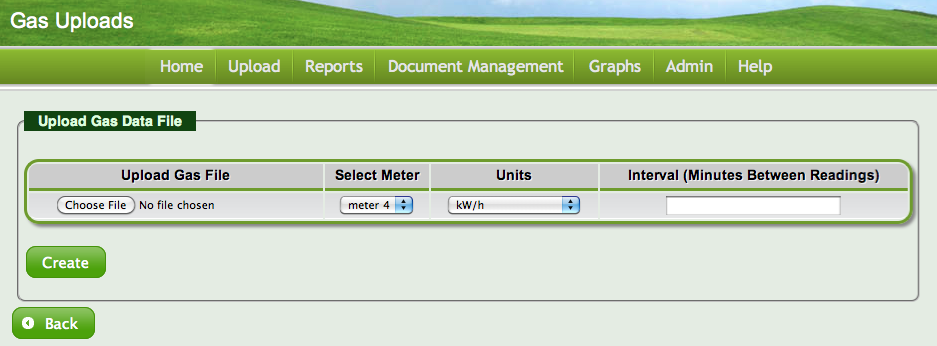 Gas Uploads
Home Upload Reports Document Management Graphs Admin Help
Upload Gas Data File
Upload Gas File Select Meter Units Interval (Minutes Between Readings)
Choose File No file chosen meter 4 kW/h
Create
Back